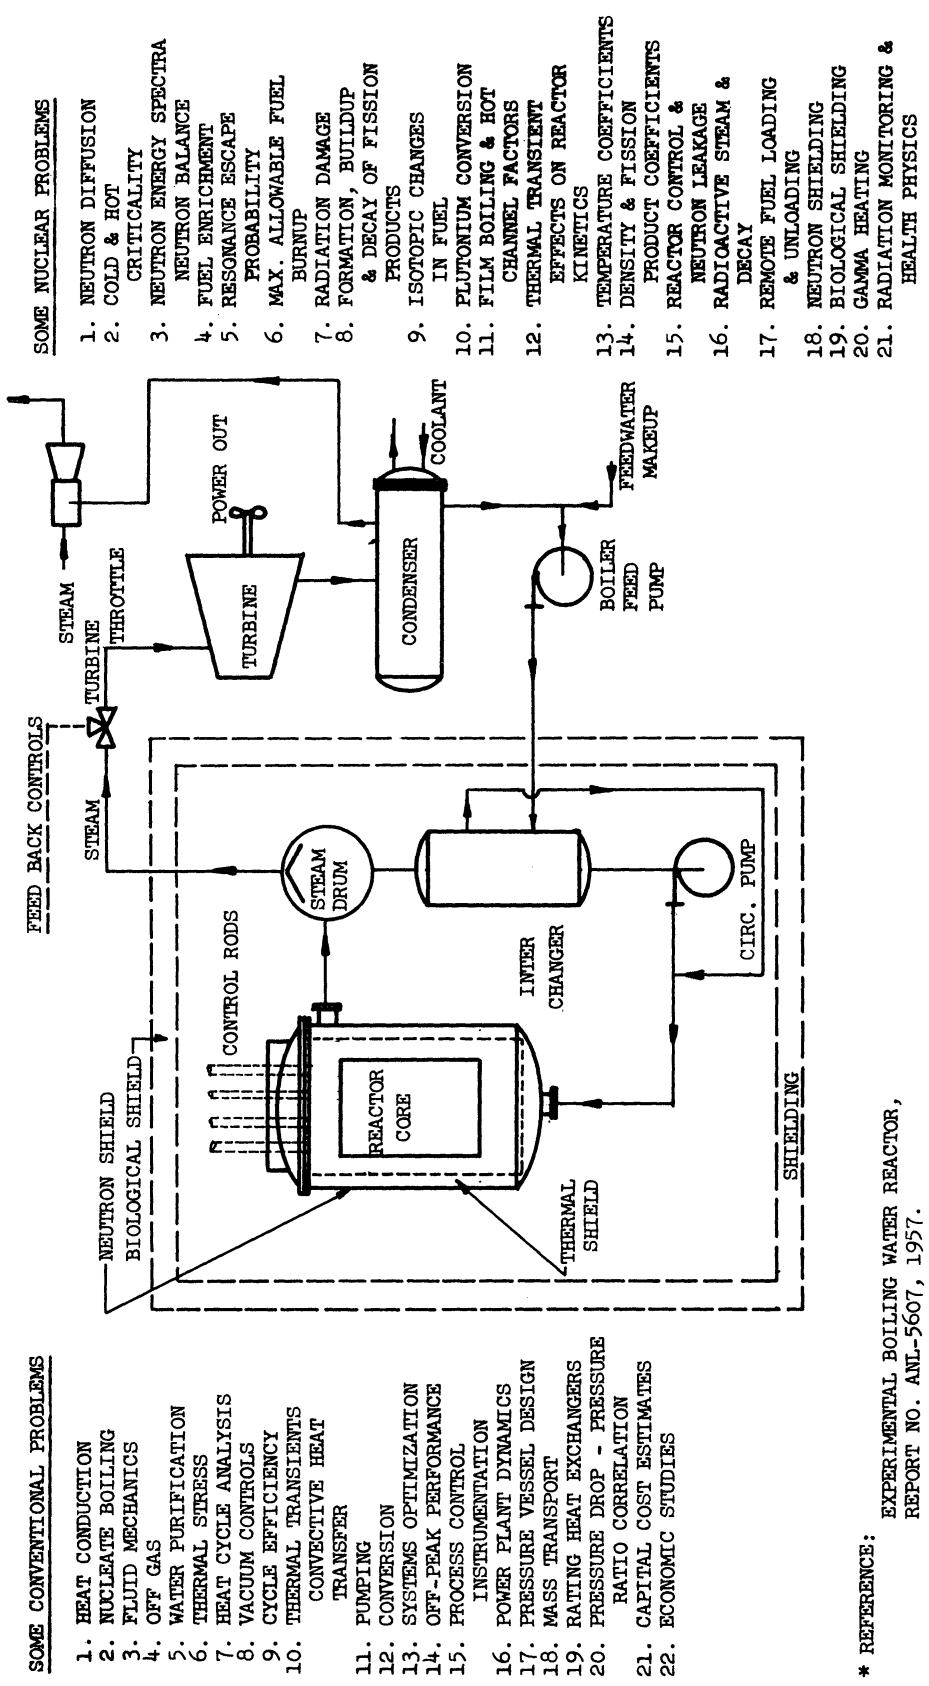 SOME CONVENTIONAL PROBLEMS
1. HEAT CONDUCTION
2. NUCLEATE BOILING
3. FLUID MECHANICS
4. OFF GAS
5. WATER PURIFICATION
6. THERMAL STRESS
7. HEAT CYCLE ANALYSIS
8. VACUUM CONTROLS
9. CYCLE EFFICIENCY
10. THERMAL TRANSIENTS
CONVECTIVE HEAT
TRANSFER
11. PUMPING
12. CONVERSION
13. SYSTEMS OPTIMIZATION
14. OFF-PEAK PERFORMANCE
15. PROCESS CONTROL
INSTRUMENTATION
16. POWER PLANT DYNAMICS
17. PRESSURE VESSEL DESIGN
18. MASS TRANSPORT
19. RATING HEAT EXCHANGERS
20. PRESSURE DROP - PRESSURE
RATIO CORRELATION
21. CAPITAL COST ESTIMATES
22. ECONOMIC STUDIES
NEUTRON SHIELD
BIOLOGICAL SHIELD
FEED BACK CONTROLS
STEAM
TURBINE
THROTTLE
STEAM
POWER OUT
TURBINE
CONTROL RODS
REACTOR
CORE
STEAM
DRUM
THERMAL
SHIELD
INTER
CHANGER
CIRC. PUMP
SHIELDING
CONDENSER
COOLANT
BOILER
FEED
PUMP
FEEDWATER
MAKEUP
SOME NUCLEAR PROBLEMS
1. NEUTRON DIFFUSION
2. COLD & HOT
CRITICALITY
3. NEUTRON ENERGY SPECTRA
NEUTRON BALANCE
4. FUEL ENRICHMENT
5. RESONANCE ESCAPE
PROBABILITY
6. MAX. ALLOWABLE FUEL
BURNUP
7. RADIATION DAMAGE
8. FORMATION, BUILDUP
& DECAY OF FISSION
PRODUCTS
9. ISOTOPIC CHANGES
IN FUEL
10. PLUTONIUM CONVERSION
11. FILM BOILING & HOT
CHANNEL FACTORS
12. THERMAL TRANSIENT
EFFECTS ON REACTOR
KINETICS
13. TEMPERATURE COEFFICIENTS
14. DENSITY & FISSION
PRODUCT COEFFICIENTS
15. REACTOR CONTROL &
NEUTRON LEAKAGE
16. RADIOACTIVE STEAM &
DECAY
17. REMOTE FUEL LOADING
& UNLOADING
18. NEUTRON SHIELDING
19. BIOLOGICAL SHIELDING
20. GAMMA HEATING
21. RADIATION MONITORING &
HEALTH PHYSICS
* REFERENCE:
EXPERIMENTAL BOILING WATER REACTOR,
REPORT NO. ANL-5607, 1957.